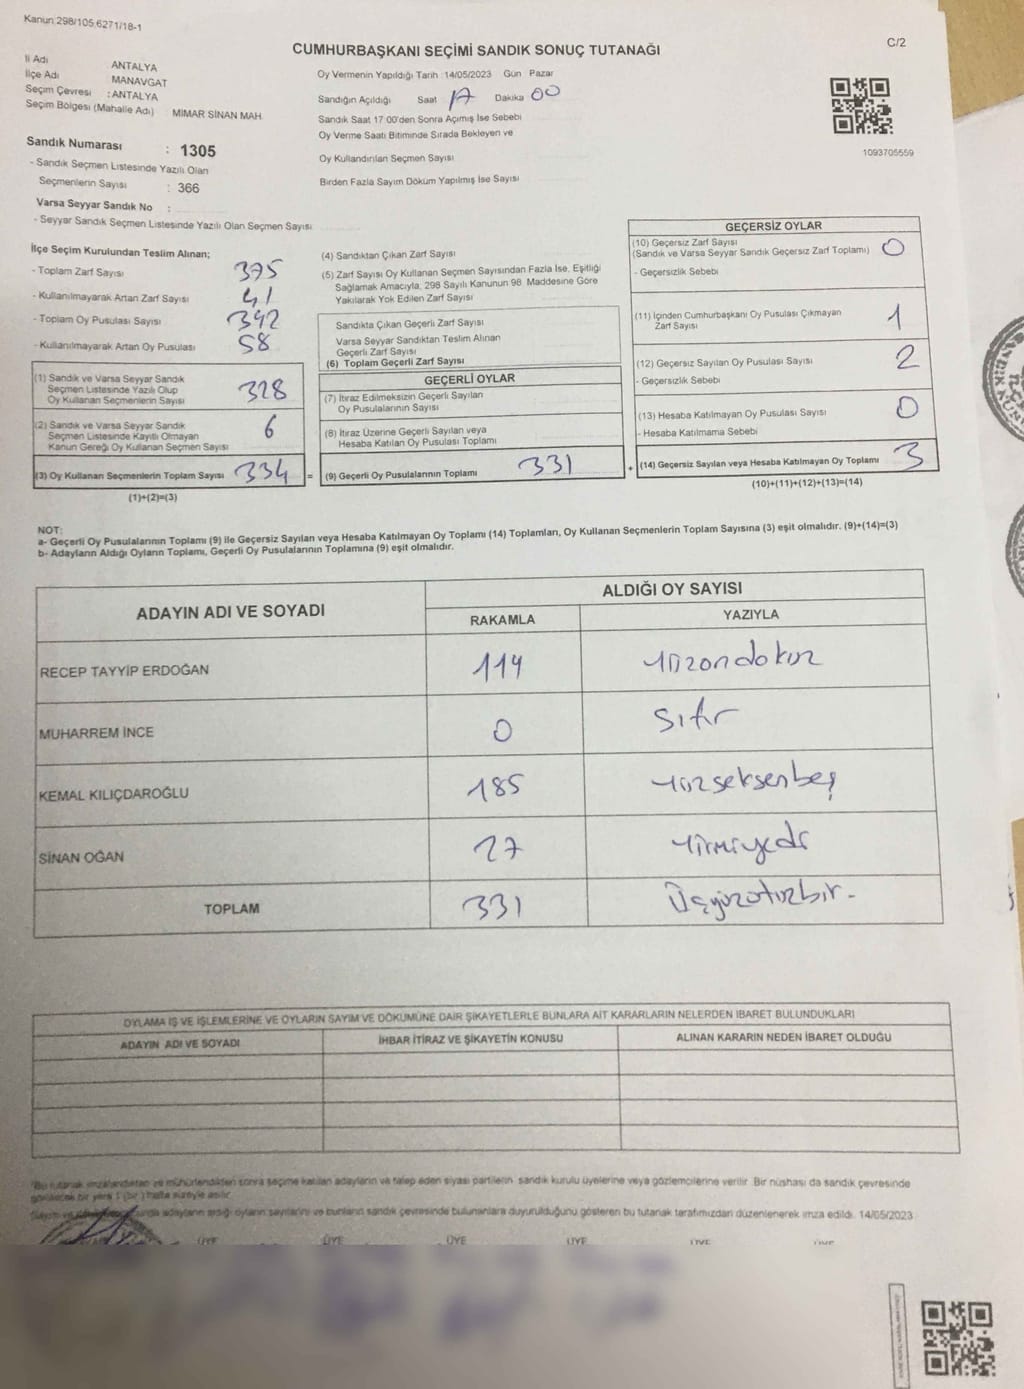 Kanun:298/105;6271/18-1
C/2
CUMHURBAŞKANI SEÇİMİ SANDIK SONUÇ TUTANAĞI
İl Adı ANTALYA
İlçe Adı MANAVGAT
Seçim Çevresi : ANTALYA
Seçim Bölgesi (Mahalle Adı) MİMAR SİNAN MAH.
Sandık Numarası : 1305
- Sandık Seçmen Listesinde Yazılı Olan
Seçmenlerin Sayısı : 366
Varsa Seyyar Sandık No :
- Seyyar Sandık Seçmen Listesinde Yazılı Olan Seçmen Sayısı
Oy Vermenin Yapıldığı Tarih 14/05/2023 Gün Pazar
Sandığın Açıldığı Saat 17 Dakika 00
Sandık Saat 17:00'den Sonra Açımış İse Sebebi
Oy Verme Saati Bitiminde Sırada Bekleyen ve
Oy Kullandırılan Seçmen Sayısı
Birden Fazla Sayım Döküm Yapılmış İse Sayısı
1093705559
İlçe Seçim Kurulundan Teslim Alınan;
- Toplam Zarf Sayısı 375
- Kullanılmayarak Artan Zarf Sayısı 41
- Toplam Oy Pusulası Sayısı 392
- Kullanılmayarak Artan Oy Pusulası 58
(1) Sandık ve Varsa Seyyar Sandık
Seçmen Listesinde Yazılı Olup
Oy Kullanan Seçmenlerin Sayısı 328
(2) Sandık ve Varsa Seyyar Sandık
Seçmen Listesinde Kayıtlı Olmayan
Kanun Gereği Oy Kullanan Seçmen Sayısı 6
(3) Oy Kullanan Seçmenlerin Toplam Sayısı 334 =
(1)+(2)=(3)
(4) Sandıktan Çıkan Zarf Sayısı
(5) Zarf Sayısı Oy Kullanan Seçmen Sayısından Fazla İse, Eşitliği
Sağlamak Amacıyla, 298 Sayılı Kanunun 98. Maddesine Göre
Yakılarak Yok Edilen Zarf Sayısı
Sandıkta Çıkan Geçerli Zarf Sayısı
Varsa Seyyar Sandıktan Teslim Alınan
Geçerli Zarf Sayısı
(6) Toplam Geçerli Zarf Sayısı
GEÇERLİ OYLAR
(7) İtiraz Edilmeksizin Geçerli Sayılan
Oy Pusulalarının Sayısı
(8) İtiraz Üzerine Geçerli Sayılan veya
Hesaba Katılan Oy Pusulası Toplamı
(9) Geçerli Oy Pusulalarının Toplamı 331 +
GEÇERSİZ OYLAR
(10) Geçersiz Zarf Sayısı
(Sandık ve Varsa Seyyar Sandık Geçersiz Zarf Toplamı) 0
- Geçersizlik Sebebi
(11) İçinden Cumhurbaşkanı Oy Pusulası Çıkmayan
Zarf Sayısı 1
(12) Geçersiz Sayılan Oy Pusulası Sayısı 2
- Geçersizlik Sebebi
(13) Hesaba Katılmayan Oy Pusulası Sayısı 0
- Hesaba Katılmama Sebebi
(14) Geçersiz Sayılan veya Hesaba Katılmayan Oy Toplamı 3
(10)+(11)+(12)+(13)=(14)
NOT:
a- Geçerli Oy Pusulalarının Toplamı (9) ile Geçersiz Sayılan veya Hesaba Katılmayan Oy Toplamı (14) Toplamları, Oy Kullanan Seçmenlerin Toplam Sayısına (3) eşit olmalıdır. (9)+(14)=(3)
b- Adayların Aldığı Oyların Toplamı, Geçerli Oy Pusulalarının Toplamına (9) eşit olmalıdır.
ADAYIN ADI VE SOYADI ALDIĞI OY SAYISI
RAKAMLA YAZIYLA
RECEP TAYYİP ERDOĞAN 119 Yüzondokuz
MUHARREM İNCE 0 Sıfır
KEMAL KILIÇDAROĞLU 185 Yüzseksenbeş
SİNAN OĞAN 27 Yirmiyedi
TOPLAM 331 Üçyüzotuzbir.
OYLAMA İŞ VE İŞLEMLERİNE VE OYLARIN SAYIM VE DÖKÜMÜNE DAİR ŞİKAYETLERLE BUNLARA AİT KARARLARIN NELERDEN İBARET BULUNDUKLARI
ADAYIN ADI VE SOYADI İHBAR İTİRAZ VE ŞİKAYETİN KONUSU ALINAN KARARIN NEDEN İBARET OLDUĞU
"Bu tutanak imzalandıktan ve mühürlendikten sonra seçime katılan adayların ve talep eden siyasi partilerin sandık kurulu üyelerine veya gözlemcilerine verilir. Bir nüshası da sandık çevresinde
görülecek bir yere 1 (bir) hafta süreyle asılır.
adayların aldığı oyların sayılarını ve bunların sandık çevresinde bulunanlara duyurulduğunu gösteren bu tutanak tarafımızdan düzenlenerek imza edildi. 14/05/2023
ÜYE ÜYE ÜYE ÜYE ÜYE ÜYE